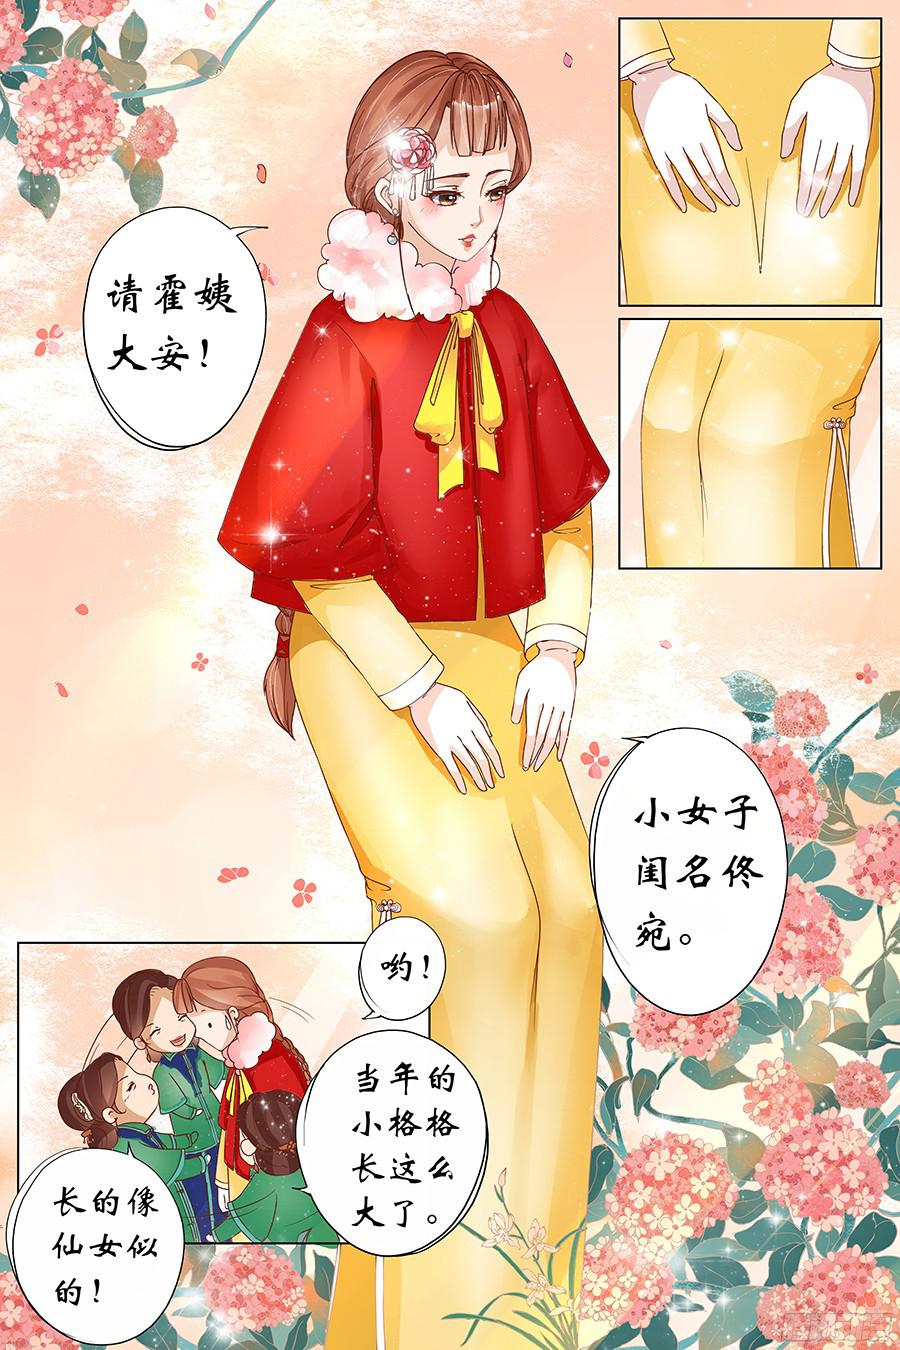 请霍姨
大安！
小女子
闺名佟
宛。
哟！
当年的
小格格
长这么
大了。
长的像
仙女似
的！